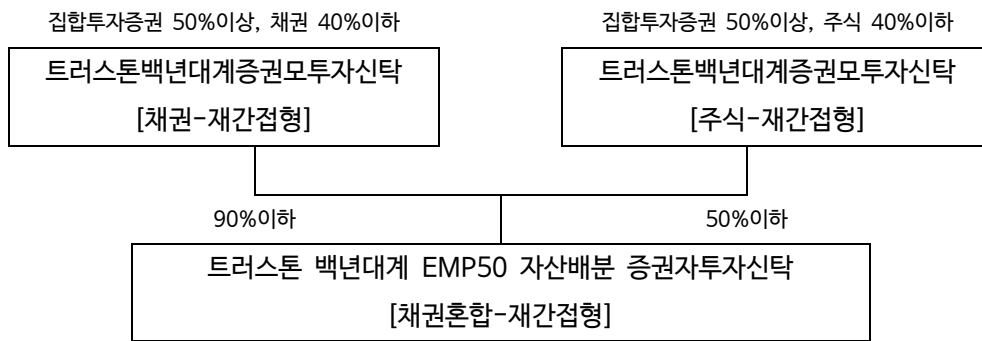 집합투자증권 50%이상, 채권 40%이하
트러스톤백년대계증권모투자신탁
[채권-재간접형]
집합투자증권 50%이상, 주식 40%이하
트러스톤백년대계증권모투자신탁
[주식-재간접형]
90%이하
50%이하
트러스톤 백년대계 EMP50 자산배분 증권자투자신탁
[채권혼합-재간접형]